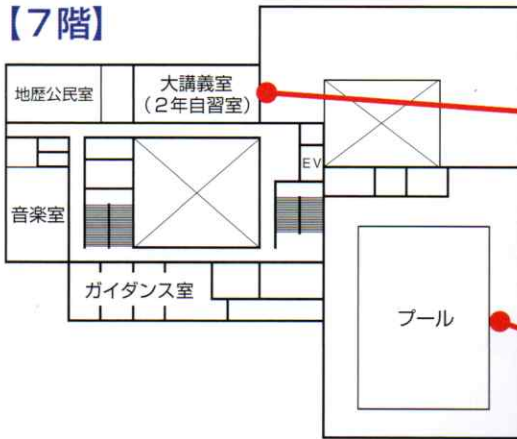 【7階】
地歴公民室
大講義室
(2年自習室)
EV
音楽室
ガイダンス室
プール